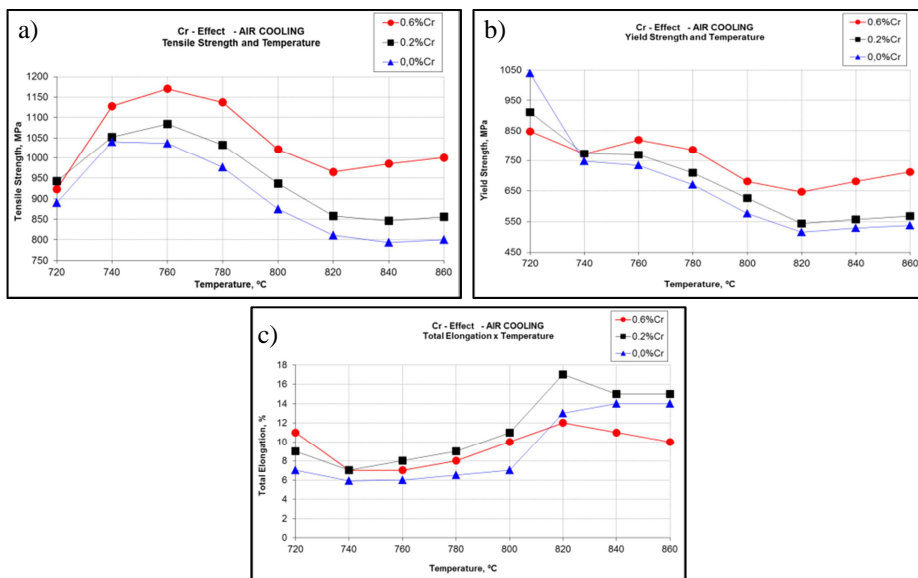 a)
Cr - Effect - AIR COOLING
Tensile Strength and Temperature
0.6%Cr
0.2%Cr
0,0%Cr
Tensile Strength, MPa
1200
1150
1100
1050
1000
950
900
850
800
750
720 740 760 780 800 820 840 860
Temperature, ºC
b)
Cr - Effect - AIR COOLING
Yield Strength and Temperature
0.6%Cr
0.2%Cr
0,0%Cr
Yield Strength, MPa
1050
950
850
750
650
550
450
720 740 760 780 800 820 840 860
Temperature, ºC
c)
Cr - Effect - AIR COOLING
Total Elongation x Temperature
0.6%Cr
0.2%Cr
0,0%Cr
Total Elongation, %
18
16
14
12
10
8
6
4
2
0
720 740 760 780 800 820 840 860
Temperature, ºC